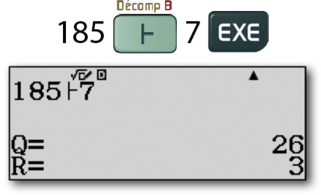 Décomp B
185 ⊢ 7 EXE
√ D ▲
185⊢7
Q= 26
R= 3